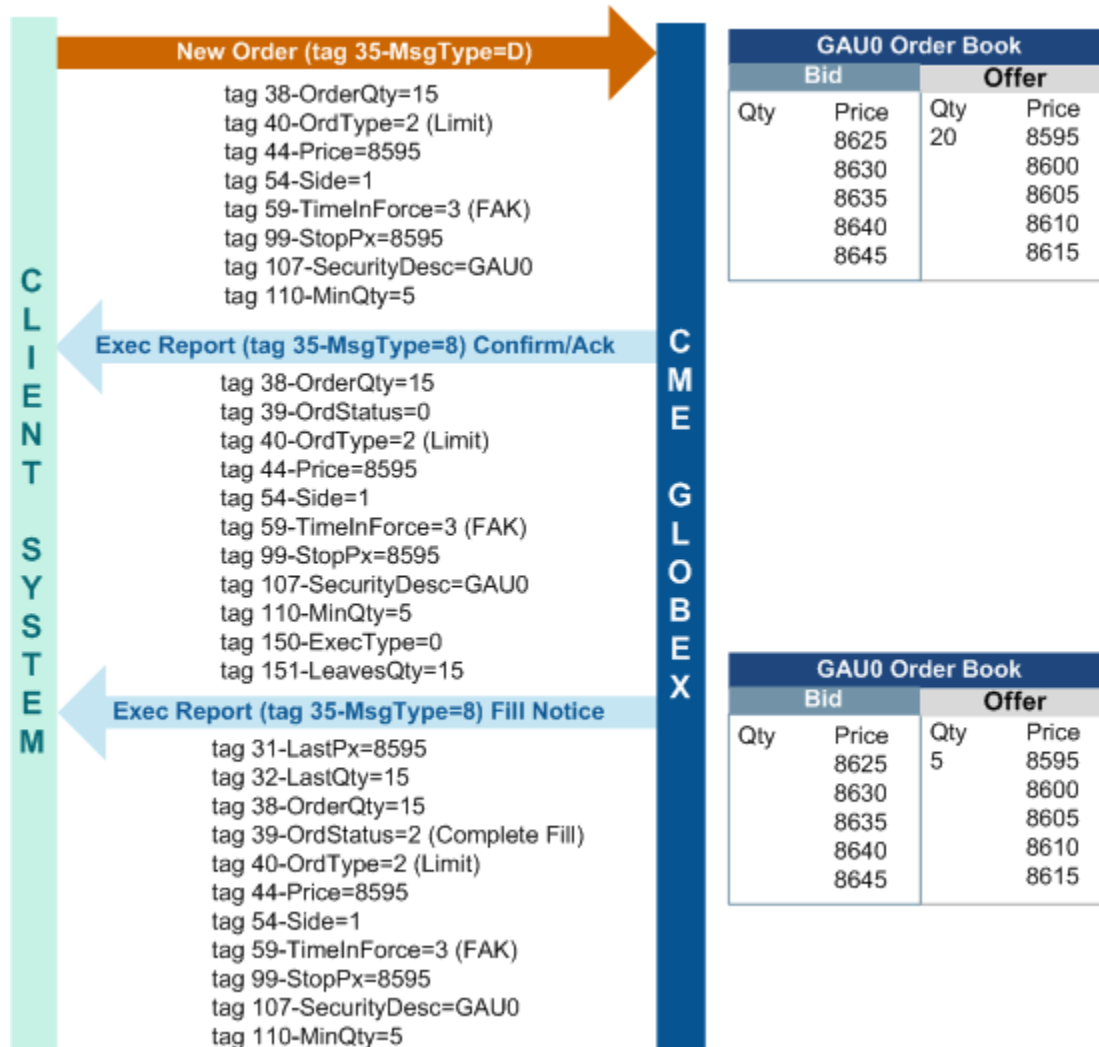 New Order (tag 35-MsgType=D)
tag 38-OrderQty=15
tag 40-OrdType=2 (Limit)
tag 44-Price=8595
tag 54-Side=1
tag 59-TimeInForce=3 (FAK)
tag 99-StopPx=8595
tag 107-SecurityDesc=GAU0
tag 110-MinQty=5
Exec Report (tag 35-MsgType=8) Confirm/Ack
tag 38-OrderQty=15
tag 39-OrdStatus=0
tag 40-OrdType=2 (Limit)
tag 44-Price=8595
tag 54-Side=1
tag 59-TimeInForce=3 (FAK)
tag 99-StopPx=8595
tag 107-SecurityDesc=GAU0
tag 110-MinQty=5
tag 150-ExecType=0
tag 151-LeavesQty=15
Exec Report (tag 35-MsgType=8) Fill Notice
tag 31-LastPx=8595
tag 32-LastQty=15
tag 38-OrderQty=15
tag 39-OrdStatus=2 (Complete Fill)
tag 40-OrdType=2 (Limit)
tag 44-Price=8595
tag 54-Side=1
tag 59-TimeInForce=3 (FAK)
tag 99-StopPx=8595
tag 107-SecurityDesc=GAU0
tag 110-MinQty=5
CLIENT SYSTEM
CME GLOBEX
GAU0 Order Book
Bid Offer
Qty Price Qty Price
8625 20 8595
8630 8600
8635 8605
8640 8610
8645 8615
GAU0 Order Book
Bid Offer
Qty Price Qty Price
8625 5 8595
8630 8600
8635 8605
8640 8610
8645 8615